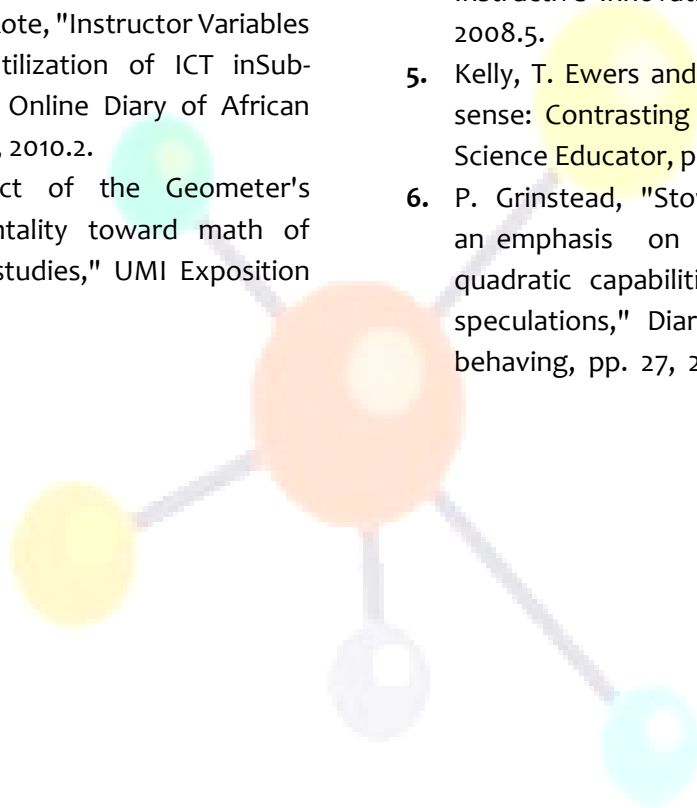 ote, "Instructor Variables
tilization of ICT inSub-
Online Diary of African
, 2010.2.
ct of the Geometer's
ntality toward math of
studies," UMI Exposition
2008.5.
5. Kelly, T. Ewers and
sense: Contrasting
Science Educator, p
6. P. Grinstead, "Sto
an emphasis on
quadratic capabiliti
speculations," Diar
behaving, pp. 27, 2